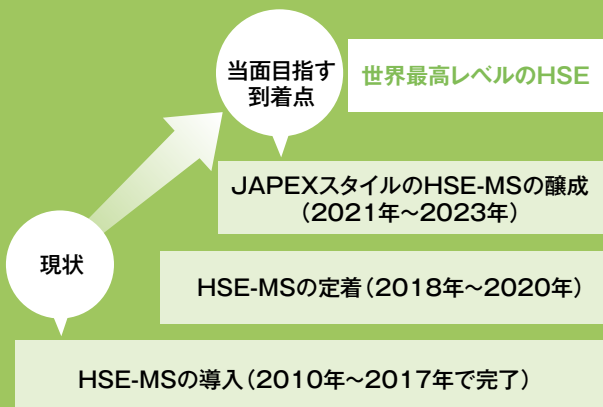 当面目指す
到着点
世界最高レベルのHSE
JAPEXスタイルのHSE-MSの醸成
（2021年～2023年）
現状
HSE-MSの定着（2018年～2020年）
HSE-MSの導入（2010年～2017年で完了）